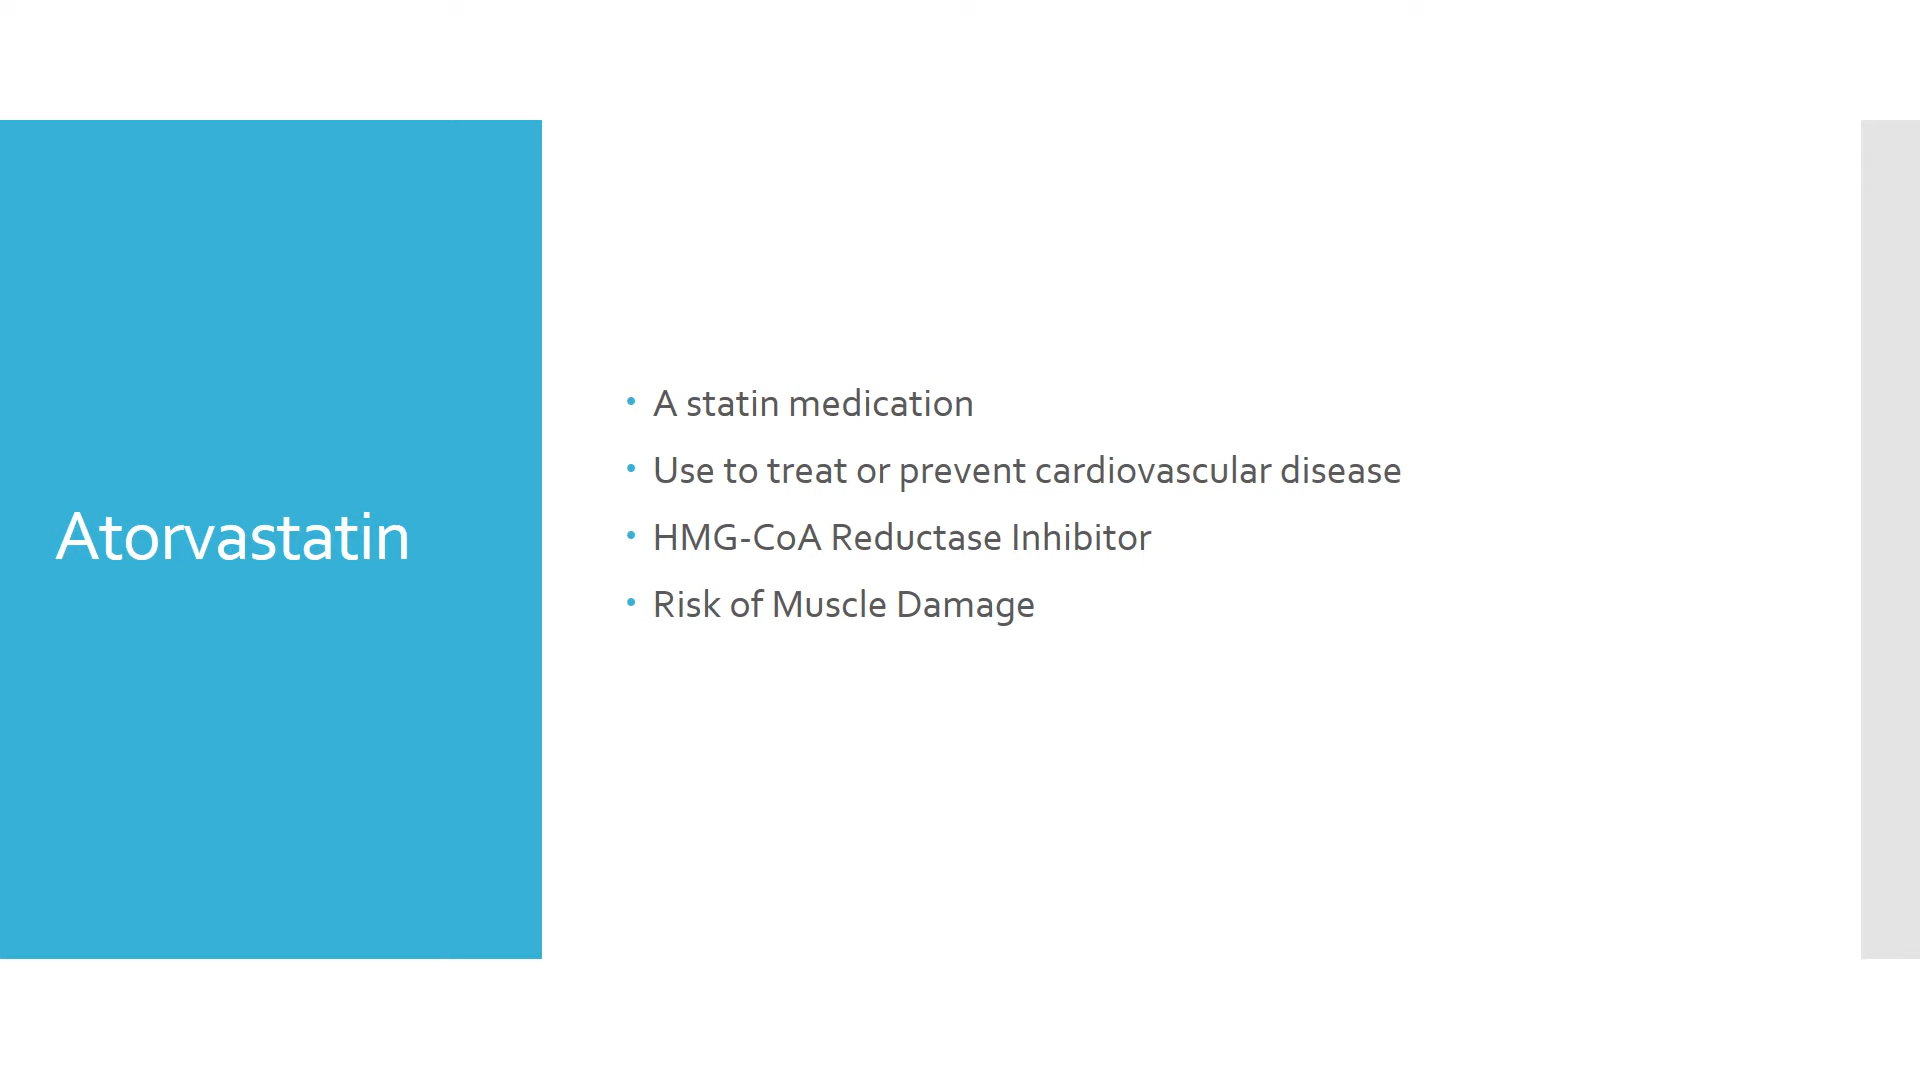 Atorvastatin
• A statin medication
• Use to treat or prevent cardiovascular disease
• HMG-CoA Reductase Inhibitor
• Risk of Muscle Damage